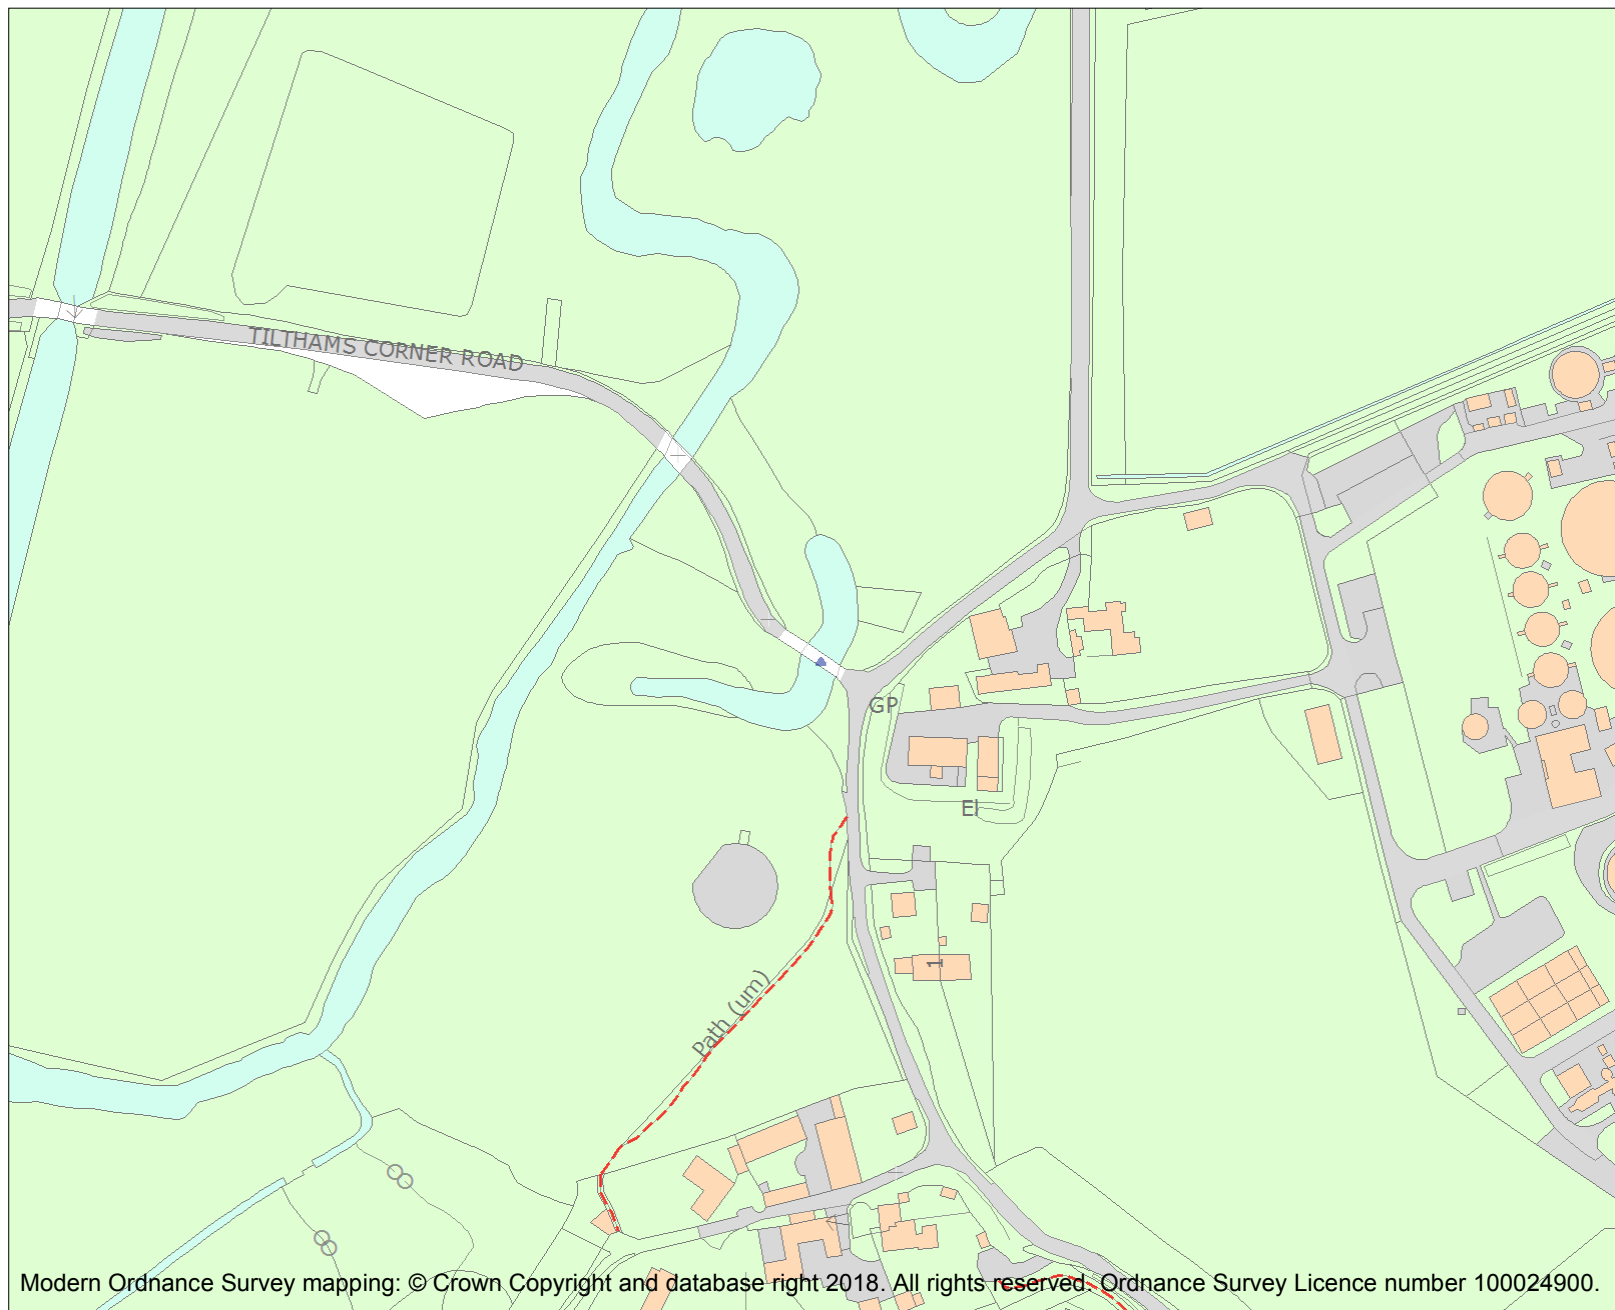 TILTHAMS CORNER ROAD
GP
El
1
Path (um)
Modern Ordnance Survey mapping: © Crown Copyright and database right 2018. All rights reserved. Ordnance Survey Licence number 100024900.